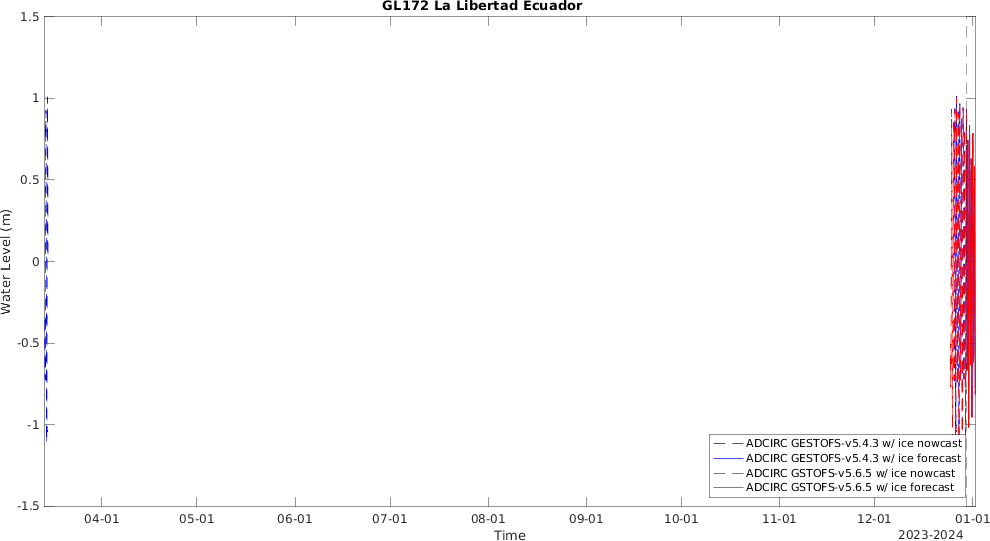 GL172 La Libertad Ecuador
1.5
1
0.5
0
-0.5
-1
-1.5
Water Level (m)
ADCIRC GESTOFS-v5.4.3 w/ ice nowcast
ADCIRC GESTOFS-v5.4.3 w/ ice forecast
ADCIRC GSTOFS-v5.6.5 w/ ice nowcast
ADCIRC GSTOFS-v5.6.5 w/ ice forecast
04-01 05-01 06-01 07-01 08-01 09-01 10-01 11-01 12-01 01-01
Time
2023-2024